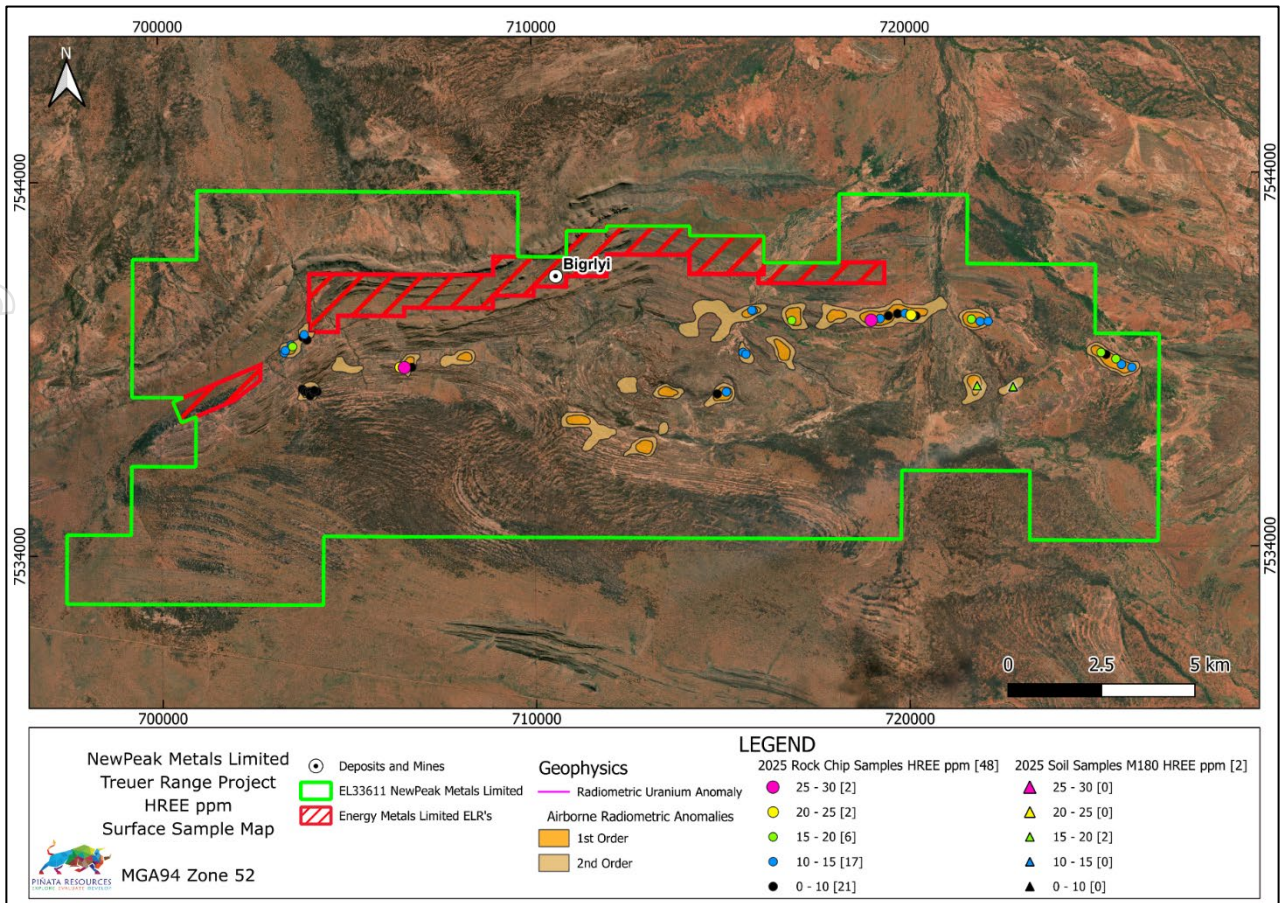 700000
710000
720000
N
7544000
7544000
Bigrlyi
7534000
7534000
0 2.5 5 km
700000
710000
720000
NewPeak Metals Limited
Treuer Range Project
HREE ppm
Surface Sample Map
PIÑATA RESOURCES
EXPLORE EVALUATE DEVELOP
MGA94 Zone 52
LEGEND
Deposits and Mines
EL33611 NewPeak Metals Limited
Energy Metals Limited ELR's
Geophysics
Radiometric Uranium Anomaly
Airborne Radiometric Anomalies
1st Order
2nd Order
2025 Rock Chip Samples HREE ppm [48]
25 - 30 [2]
20 - 25 [2]
15 - 20 [6]
10 - 15 [17]
0 - 10 [21]
2025 Soil Samples M180 HREE ppm [2]
25 - 30 [0]
20 - 25 [0]
15 - 20 [2]
10 - 15 [0]
0 - 10 [0]